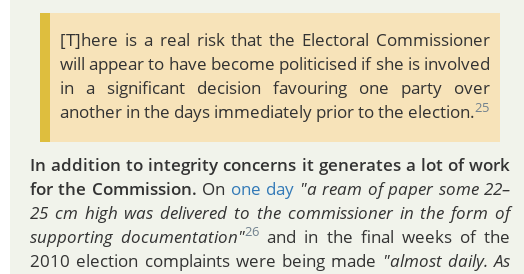 [T]here is a real risk that the Electoral Commissioner
will appear to have become politicised if she is involved
in a significant decision favouring one party over
another in the days immediately prior to the election.25
In addition to integrity concerns it generates a lot of work
for the Commission. On one day "a ream of paper some 22–
25 cm high was delivered to the commissioner in the form of
supporting documentation"26 and in the final weeks of the
2010 election complaints were being made "almost daily. As